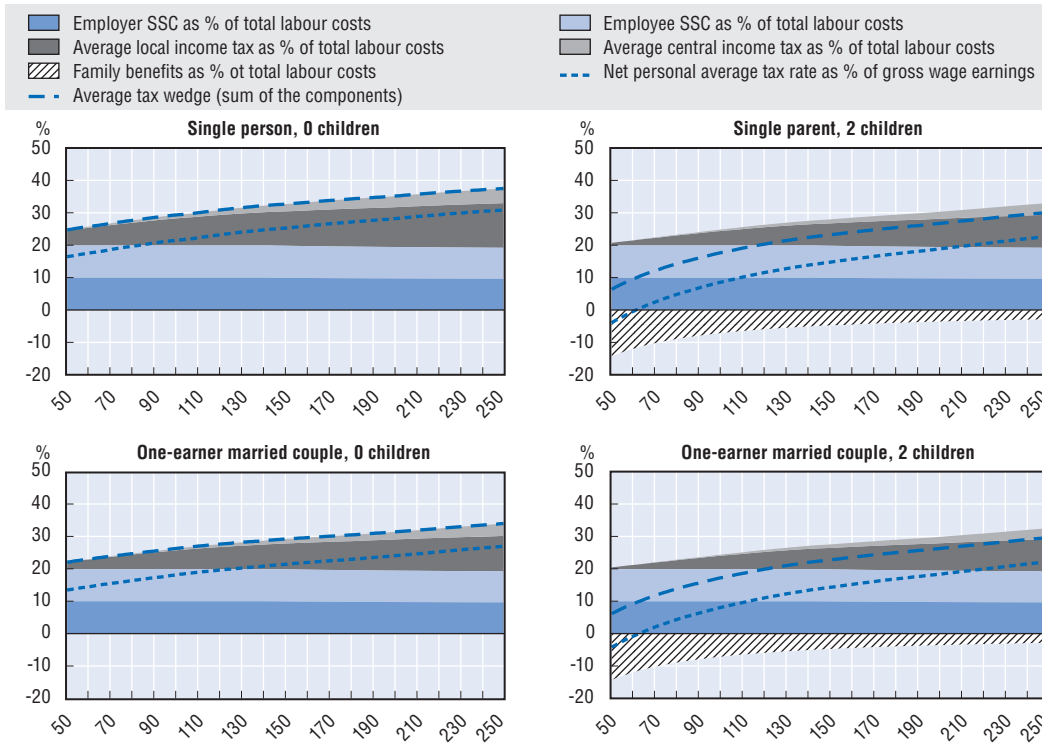 Employer SSC as % of total labour costs
Employee SSC as % of total labour costs
Average local income tax as % of total labour costs
Average central income tax as % of total labour costs
Family benefits as % ot total labour costs
Net personal average tax rate as % of gross wage earnings
Average tax wedge (sum of the components)
% Single person, 0 children
50
40
30
20
10
0
-10
-20
50 70 90 110 130 150 170 190 210 230 250
% Single parent, 2 children
50
40
30
20
10
0
-10
-20
50 70 90 110 130 150 170 190 210 230 250
% One-earner married couple, 0 children
50
40
30
20
10
0
-10
-20
50 70 90 110 130 150 170 190 210 230 250
% One-earner married couple, 2 children
50
40
30
20
10
0
-10
-20
50 70 90 110 130 150 170 190 210 230 250